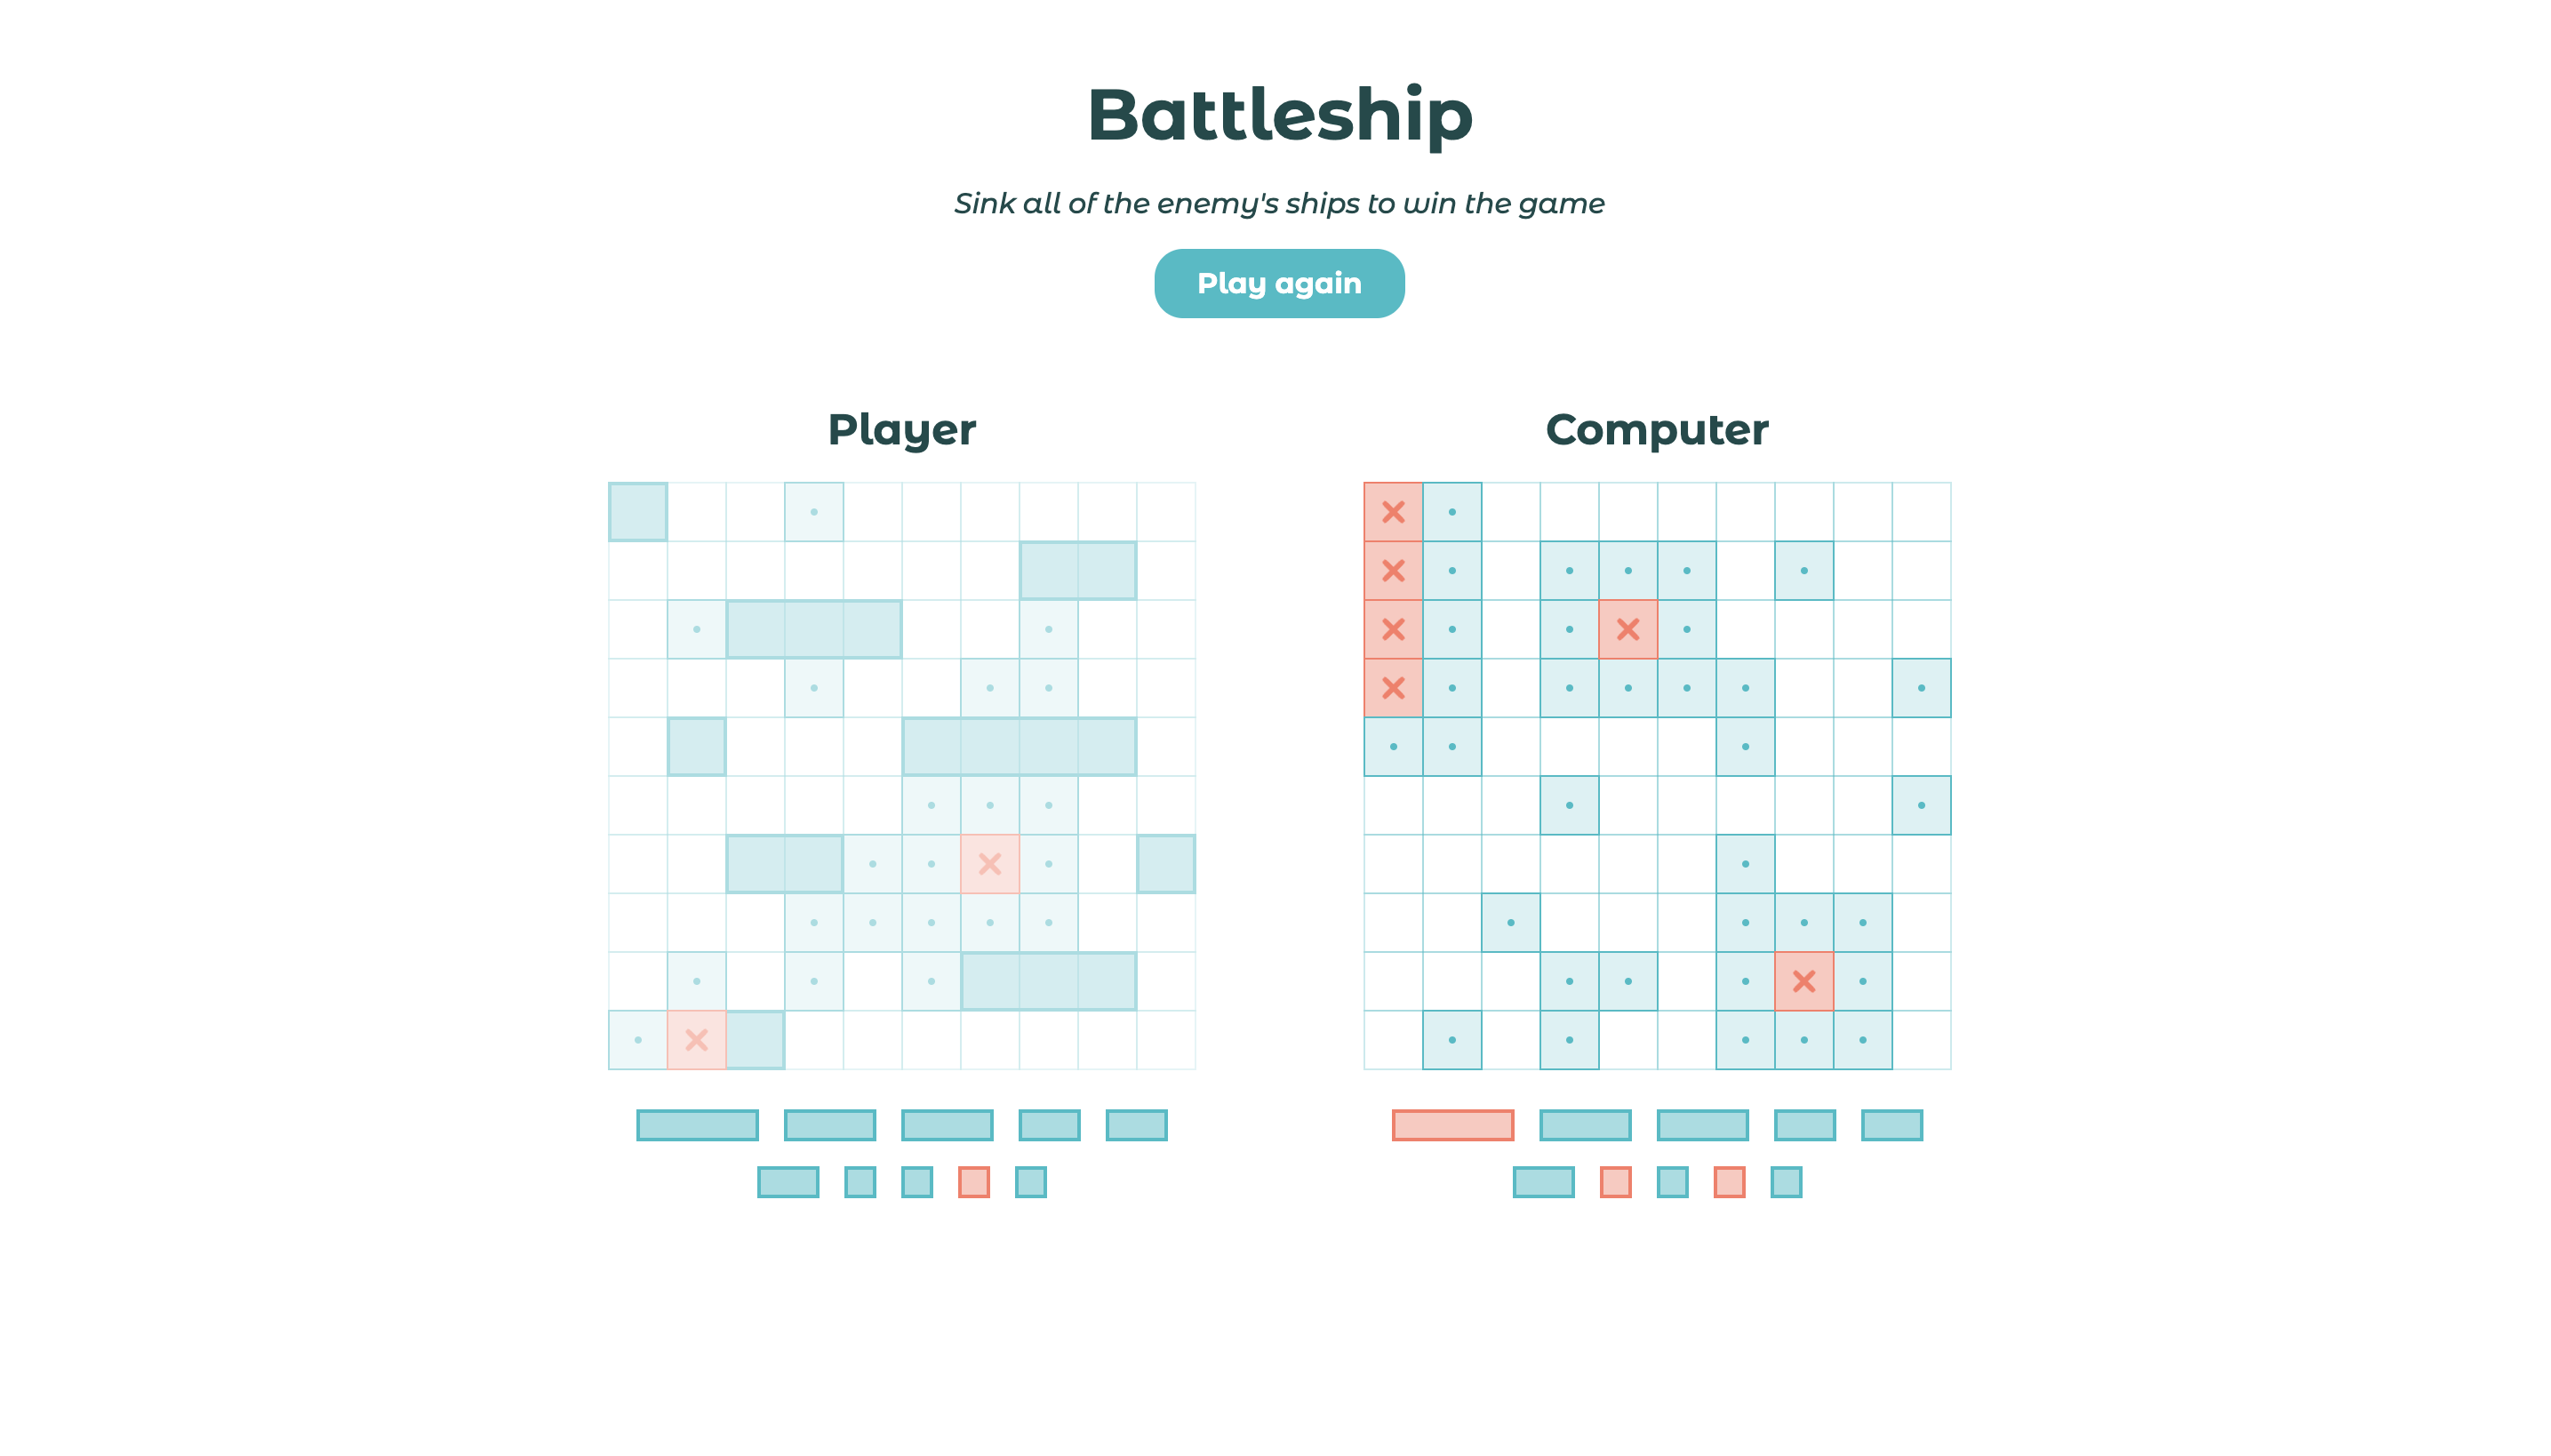 Battleship
Sink all of the enemy's ships to win the game
Play again
Player
Computer